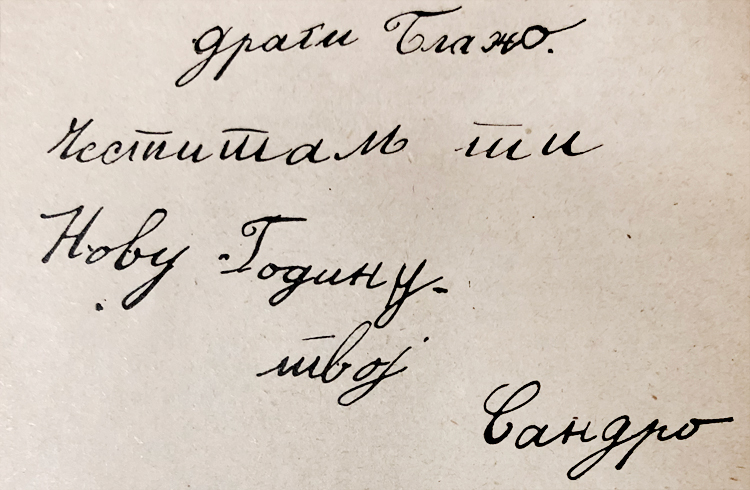 драги Блажо.
Честитам ти
Нову Годину.
твој
Сандро